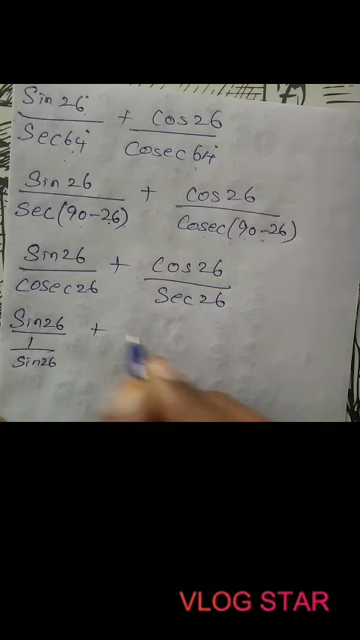 Sin 26° + Cos 26
Sec 64° Cosec 64°
Sin 26 + Cos 26
Sec(90-26) Cosec(90-26)
Sin 26 + Cos 26
Cosec 26 Sec 26
Sin 26 +
1
Sin 26
VLOG STAR